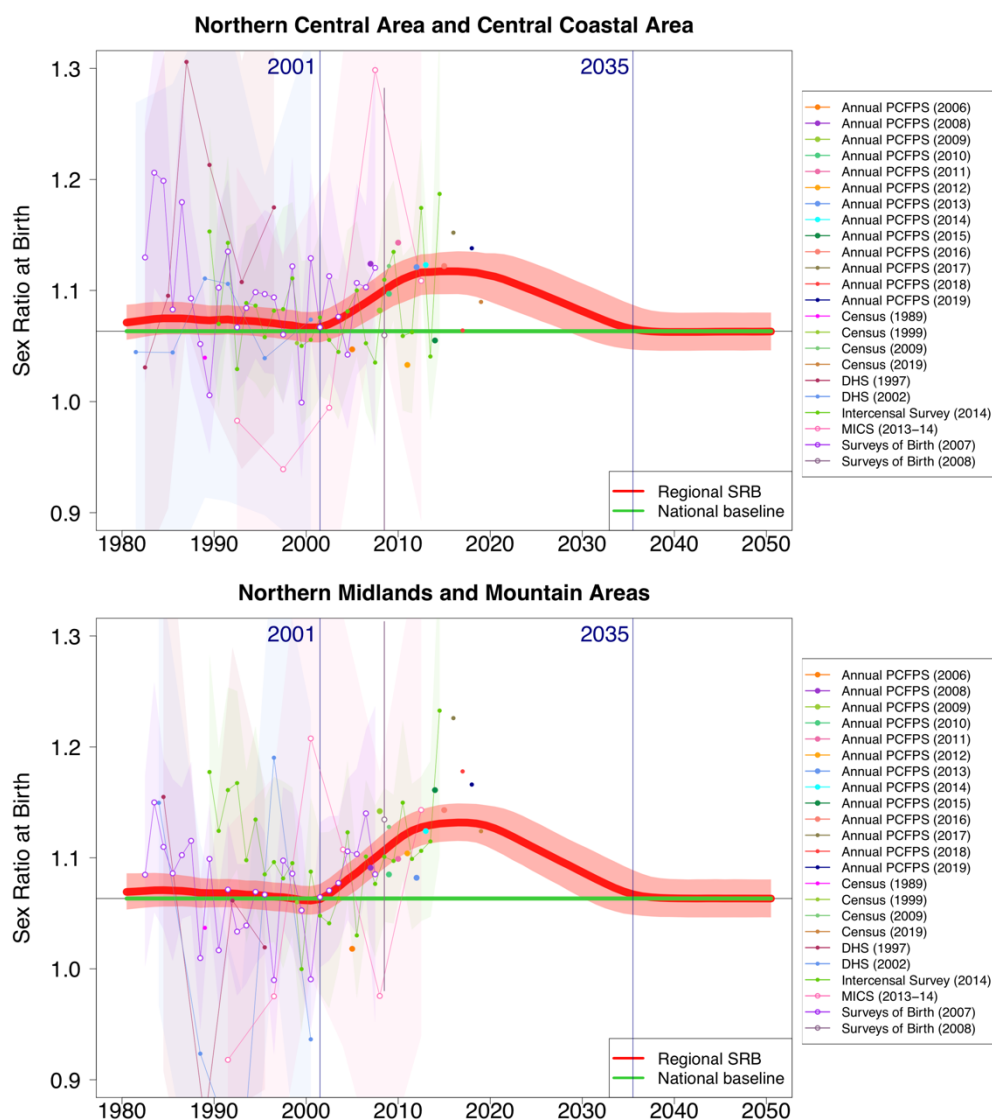 Northern Central Area and Central Coastal Area
Sex Ratio at Birth
1.3
1.2
1.1
1.0
0.9
2001
2035
1980 1990 2000 2010 2020 2030 2040 2050
Regional SRB
National baseline
Annual PCFPS (2006)
Annual PCFPS (2008)
Annual PCFPS (2009)
Annual PCFPS (2010)
Annual PCFPS (2011)
Annual PCFPS (2012)
Annual PCFPS (2013)
Annual PCFPS (2014)
Annual PCFPS (2015)
Annual PCFPS (2016)
Annual PCFPS (2017)
Annual PCFPS (2018)
Annual PCFPS (2019)
Census (1989)
Census (1999)
Census (2009)
Census (2019)
DHS (1997)
DHS (2002)
Intercensal Survey (2014)
MICS (2013−14)
Surveys of Birth (2007)
Surveys of Birth (2008)
Northern Midlands and Mountain Areas
Sex Ratio at Birth
1.3
1.2
1.1
1.0
0.9
2001
2035
1980 1990 2000 2010 2020 2030 2040 2050
Regional SRB
National baseline
Annual PCFPS (2006)
Annual PCFPS (2008)
Annual PCFPS (2009)
Annual PCFPS (2010)
Annual PCFPS (2011)
Annual PCFPS (2012)
Annual PCFPS (2013)
Annual PCFPS (2014)
Annual PCFPS (2015)
Annual PCFPS (2016)
Annual PCFPS (2017)
Annual PCFPS (2018)
Annual PCFPS (2019)
Census (1989)
Census (1999)
Census (2009)
Census (2019)
DHS (1997)
DHS (2002)
Intercensal Survey (2014)
MICS (2013−14)
Surveys of Birth (2007)
Surveys of Birth (2008)